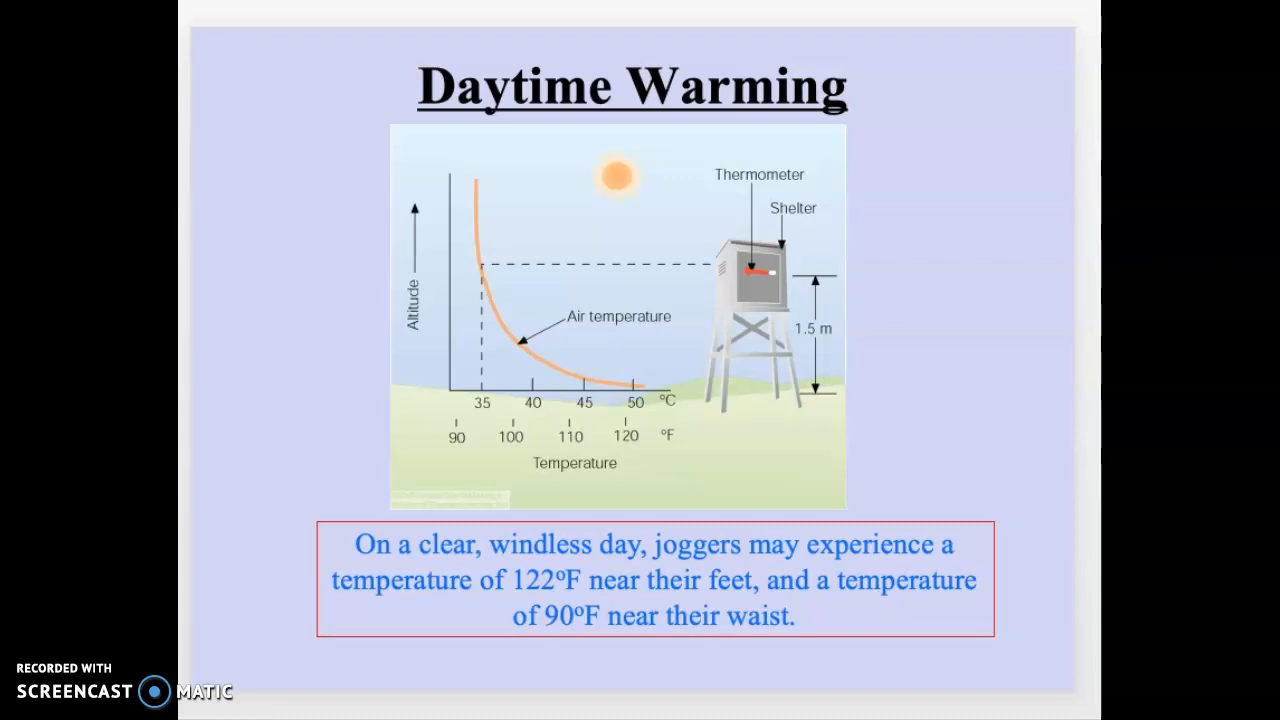 Daytime Warming
Thermometer
Shelter
Altitude
Air temperature
1.5 m
35 40 45 50 °C
90 100 110 120 °F
Temperature
On a clear, windless day, joggers may experience a
temperature of 122°F near their feet, and a temperature
of 90°F near their waist.
RECORDED WITH
SCREENCAST MATIC